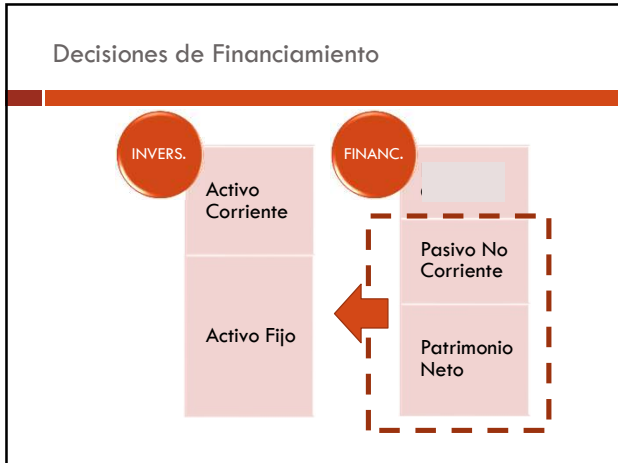 Decisiones de Financiamiento
INVERS.
FINANC.
Activo
Corriente
Pasivo No
Corriente
Activo Fijo
Patrimonio
Neto